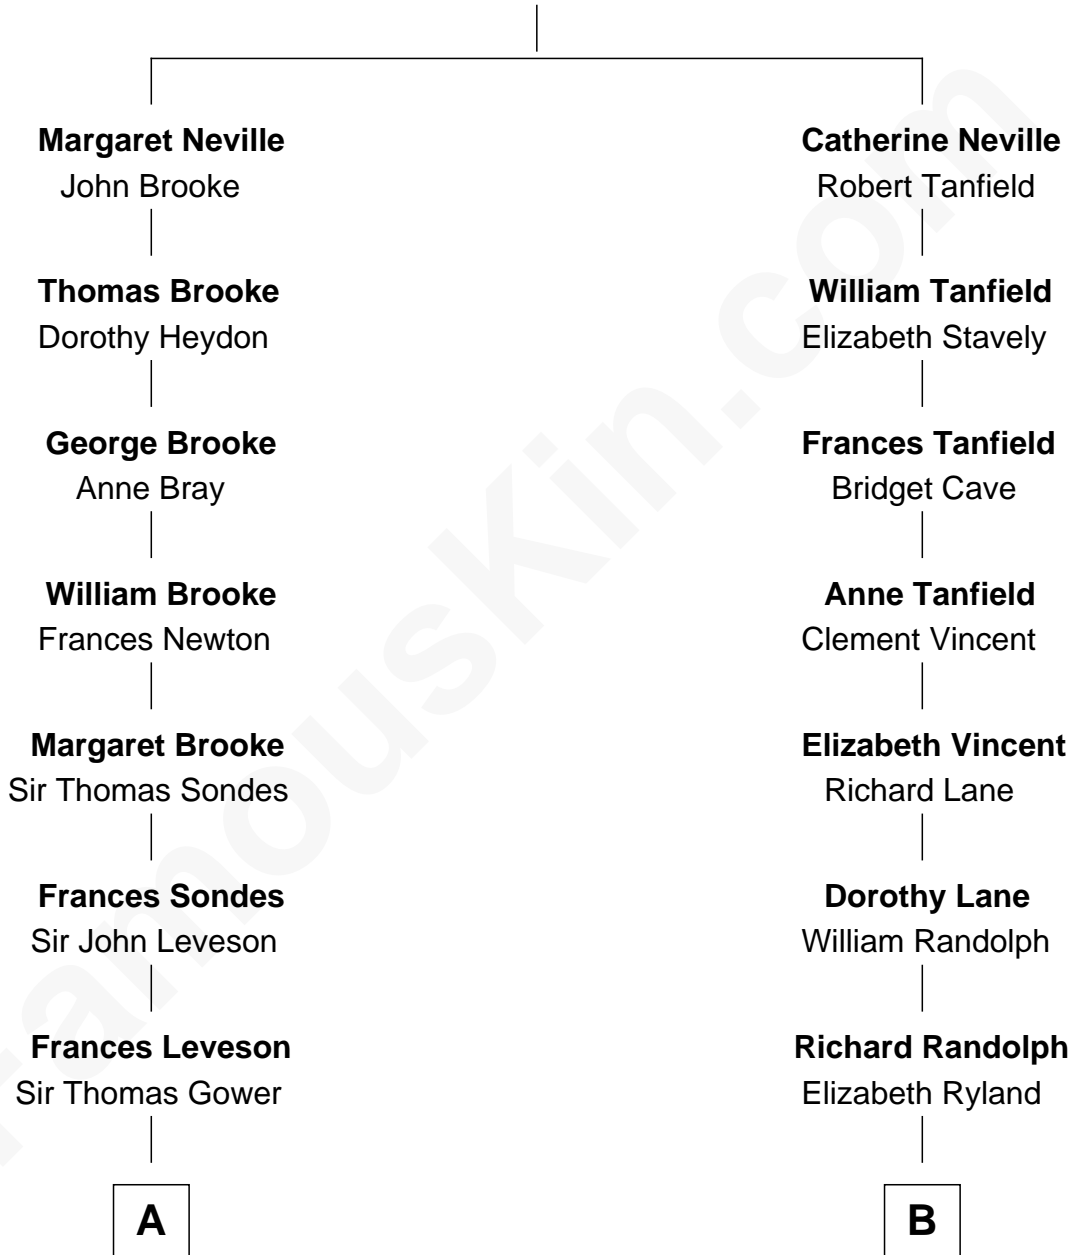 Margaret Neville
John Brooke
Thomas Brooke
Dorothy Heydon
George Brooke
Anne Bray
William Brooke
Frances Newton
Margaret Brooke
Sir Thomas Sondes
Frances Sondes
Sir John Leveson
Frances Leveson
Sir Thomas Gower
A
Catherine Neville
Robert Tanfield
William Tanfield
Elizabeth Stavely
Frances Tanfield
Bridget Cave
Anne Tanfield
Clement Vincent
Elizabeth Vincent
Richard Lane
Dorothy Lane
William Randolph
Richard Randolph
Elizabeth Ryland
B
FamousKin.com